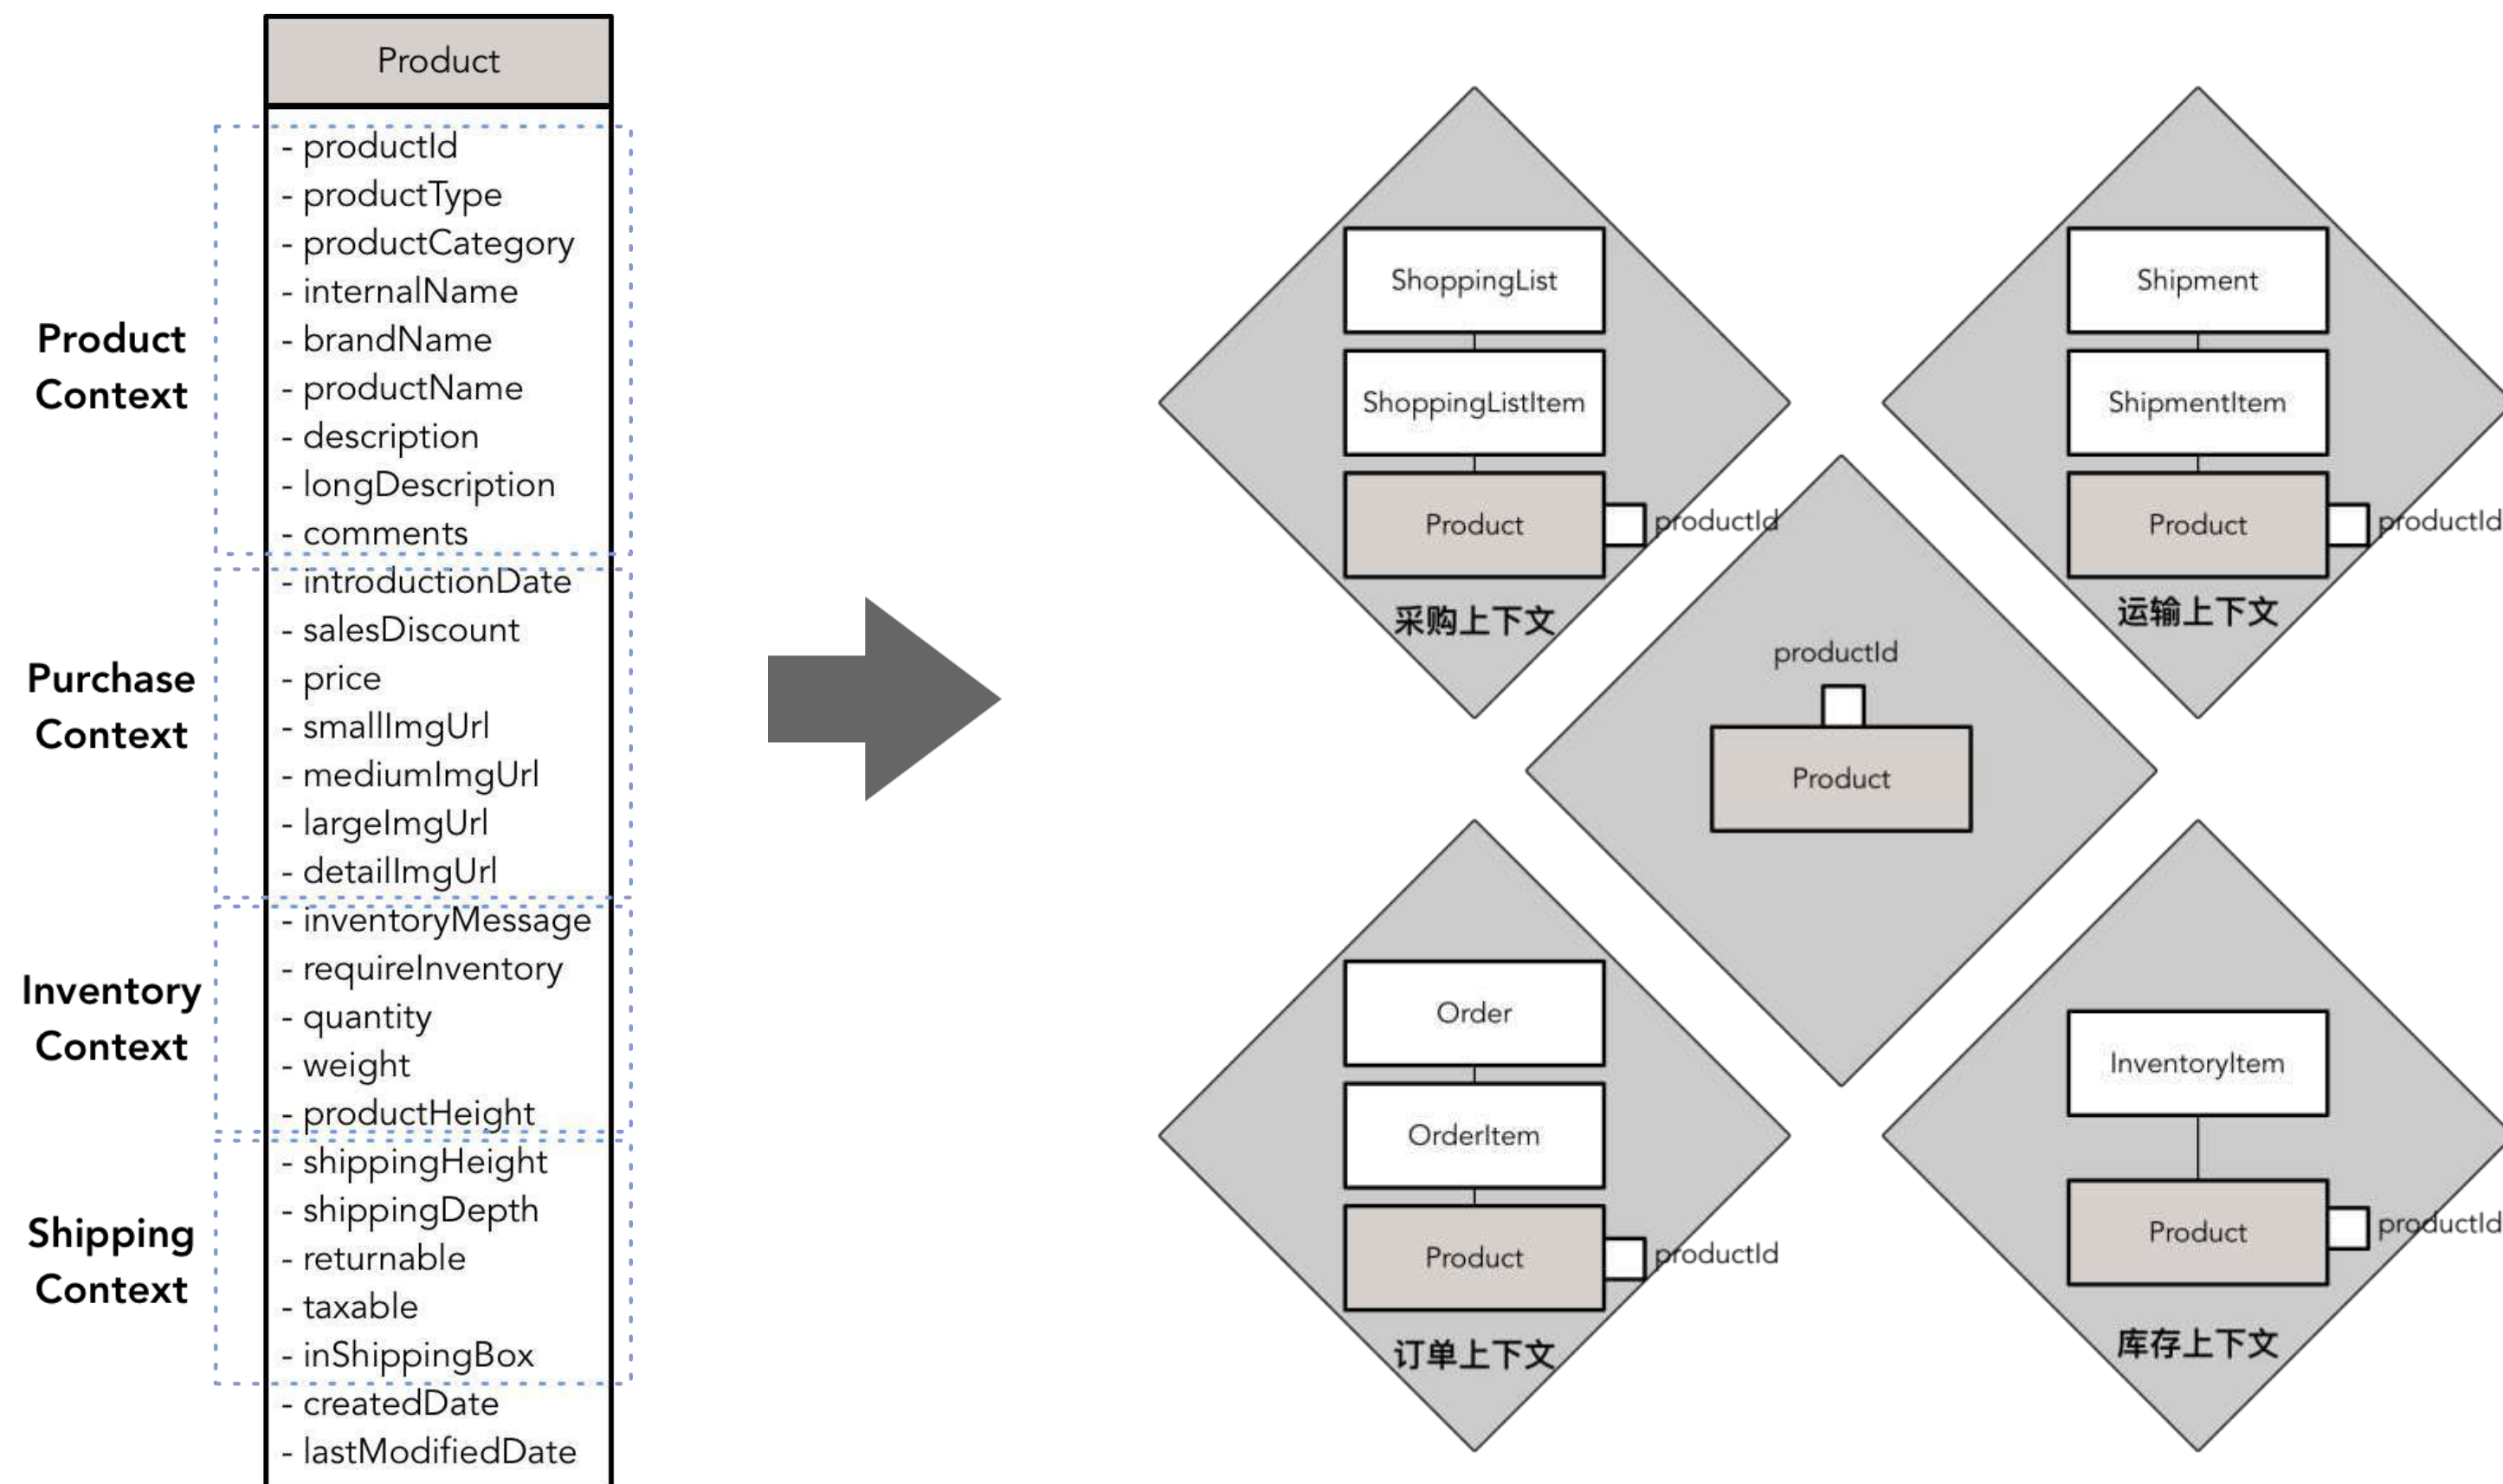 Product
- productId
- productType
- productCategory
- internalName
- brandName
- productName
- description
- longDescription
- comments
- introductionDate
- salesDiscount
- price
- smallImgUrl
- mediumImgUrl
- largeImgUrl
- detailImgUrl
- inventoryMessage
- requireInventory
- quantity
- weight
- productHeight
- shippingHeight
- shippingDepth
- returnable
- taxable
- inShippingBox
- createdDate
- lastModifiedDate
Product
Context
Purchase
Context
Inventory
Context
Shipping
Context
ShoppingList
ShoppingListItem
Product
productId
采购上下文
Shipment
ShipmentItem
Product
productId
运输上下文
productId
Product
Order
OrderItem
Product
productId
订单上下文
InventoryItem
Product
productId
库存上下文